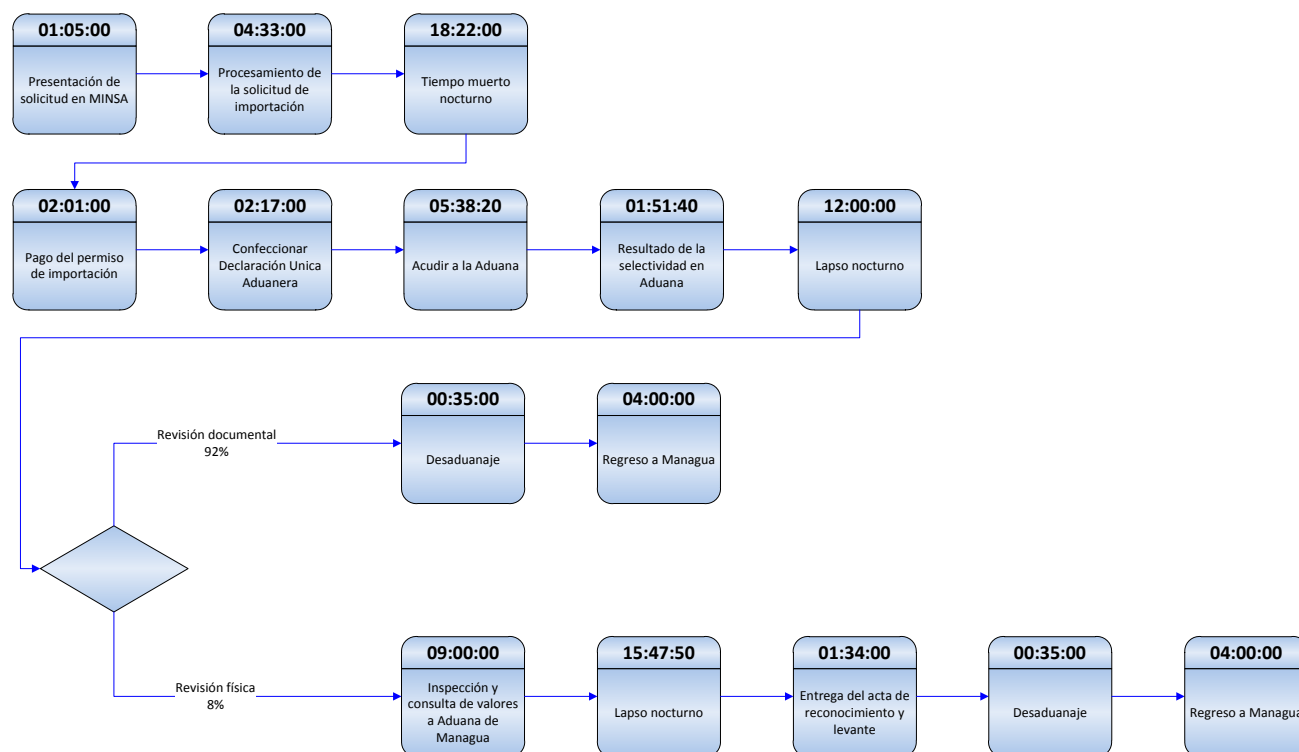 01:05:00
Presentación de
solicitud en MINSA
04:33:00
Procesamiento de
la solicitud de
importación
18:22:00
Tiempo muerto
nocturno
02:01:00
Pago del permiso
de importación
02:17:00
Confeccionar
Declaración Unica
Aduanera
05:38:20
Acudir a la Aduana
01:51:40
Resultado de la
selectividad en
Aduana
12:00:00
Lapso nocturno
Revisión documental
92%
00:35:00
Desaduanaje
04:00:00
Regreso a Managua
Revisión física
8%
09:00:00
Inspección y
consulta de valores
a Aduana de
Managua
15:47:50
Lapso nocturno
01:34:00
Entrega del acta de
reconocimiento y
levante
00:35:00
Desaduanaje
04:00:00
Regreso a Managua